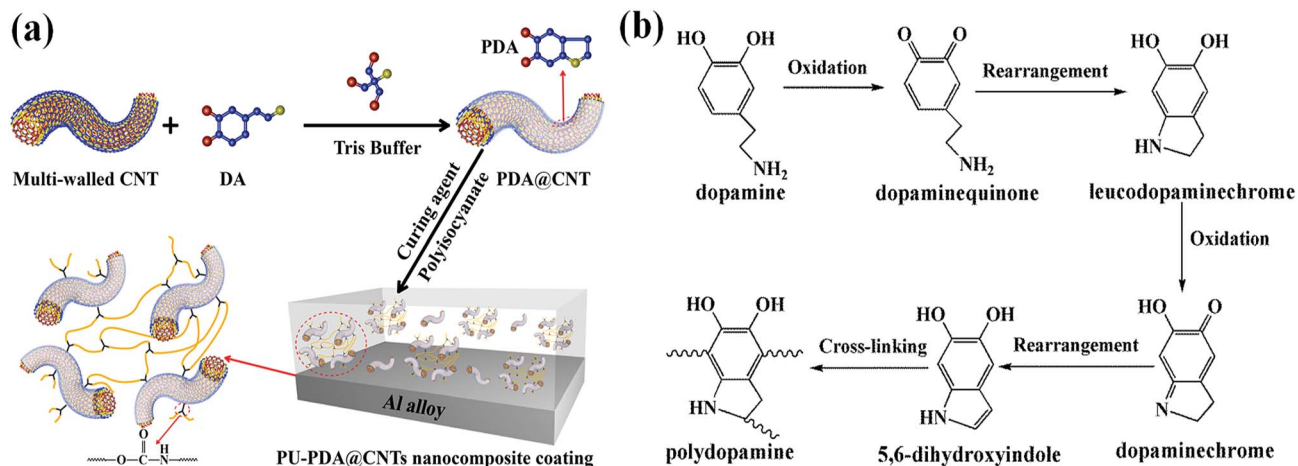 (a)
PDA
+
Multi-walled CNT
DA
Tris Buffer
PDA@CNT
Curing agent
Polyisocyanate
Al alloy
O
H
O
C
N
PU-PDA@CNTs nanocomposite coating
(b)
HO
OH
NH2
dopamine
Oxidation
O
O
NH2
dopaminequinone
Rearrangement
HO
OH
HN
leucodopaminechrome
Oxidation
HO
O
N
dopaminechrome
Rearrangement
HO
OH
HN
5,6-dihydroxyindole
Cross-linking
HO
OH
HN
polydopamine